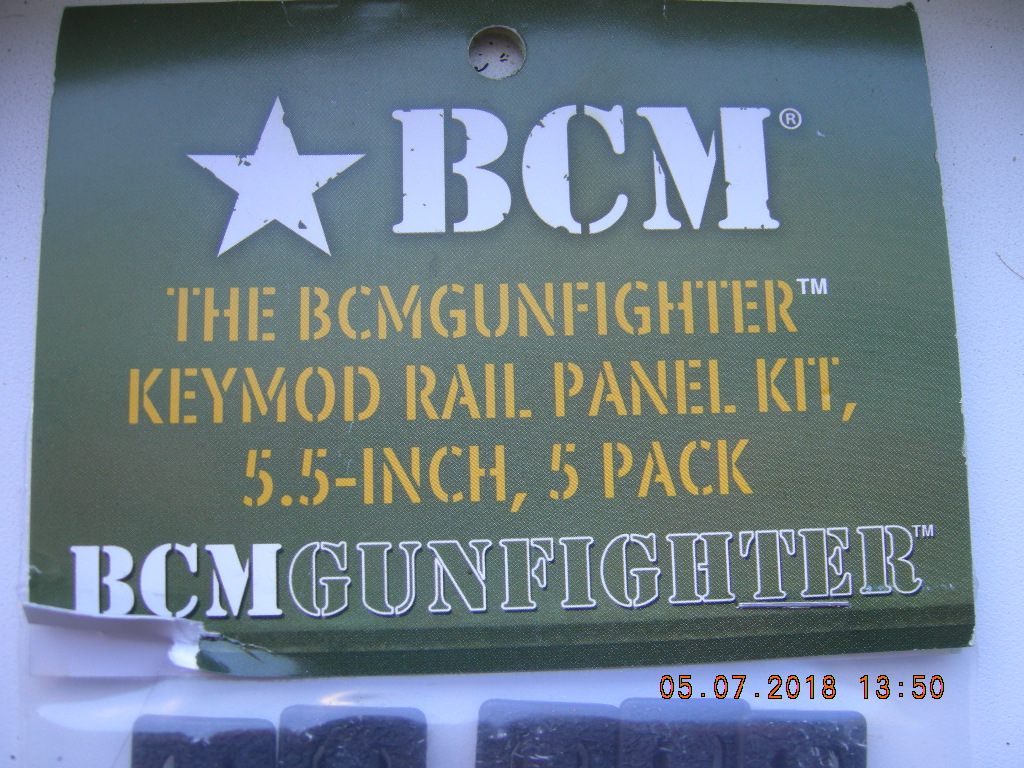 BCM®
THE BCMGUNFIGHTER™
KEYMOD RAIL PANEL KIT,
5.5-INCH, 5 PACK
BCMGUNFIGHTER™
05.07.2018 13:50